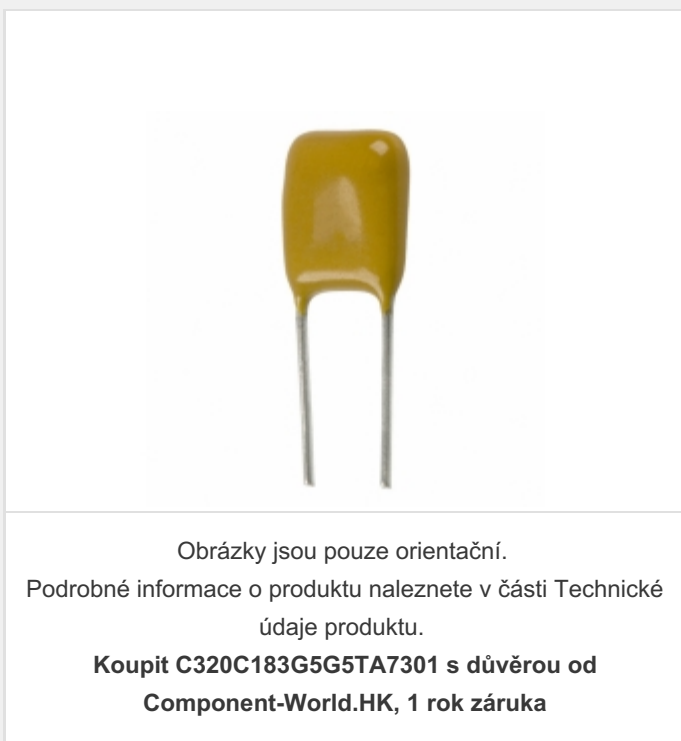 Obrázky jsou pouze orientační.
Podrobné informace o produktu naleznete v části Technické
údaje produktu.
Koupit C320C183G5G5TA7301 s důvěrou od
Component-World.HK, 1 rok záruka